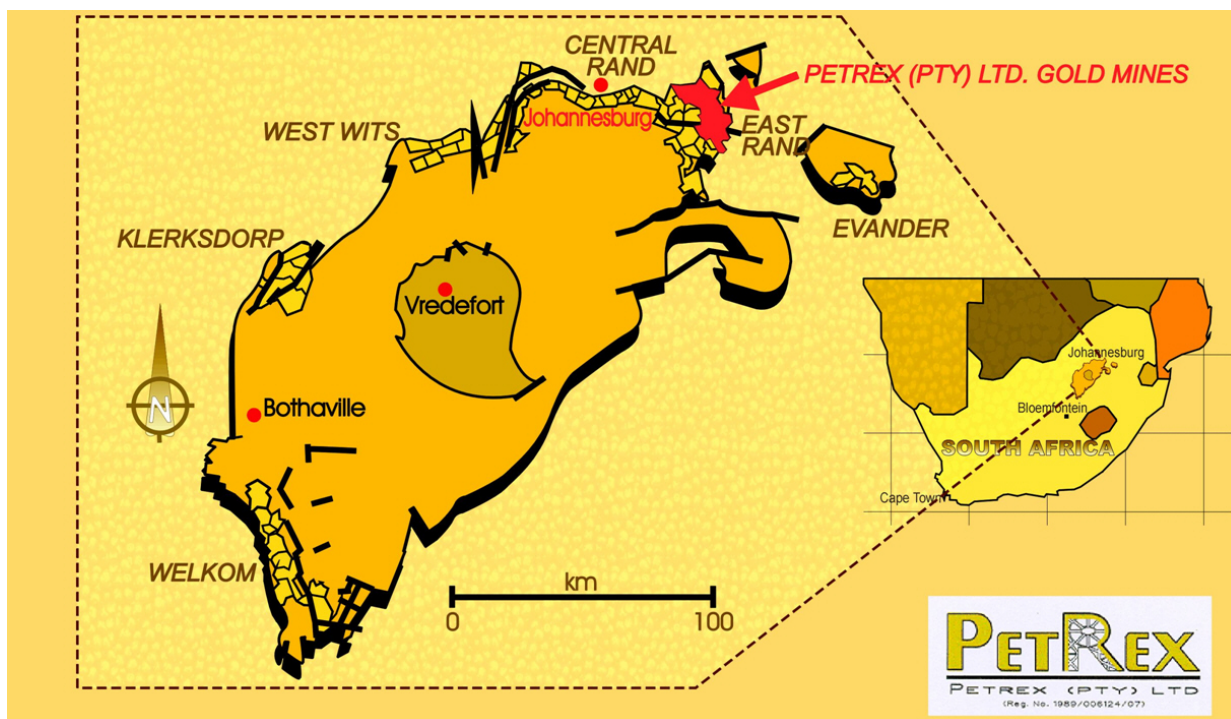 CENTRAL
RAND
PETREX (PTY) LTD. GOLD MINES
Johannesburg
WEST WITS
EAST
RAND
EVANDER
KLERKSDORP
Vredefort
Johannesburg
N
Bothaville
Bloemfontein
SOUTH AFRICA
Cape Town
WELKOM
km
0
100
PETREX
PETREX (PTY) LTD
(Reg. No. 1989/006124/07)